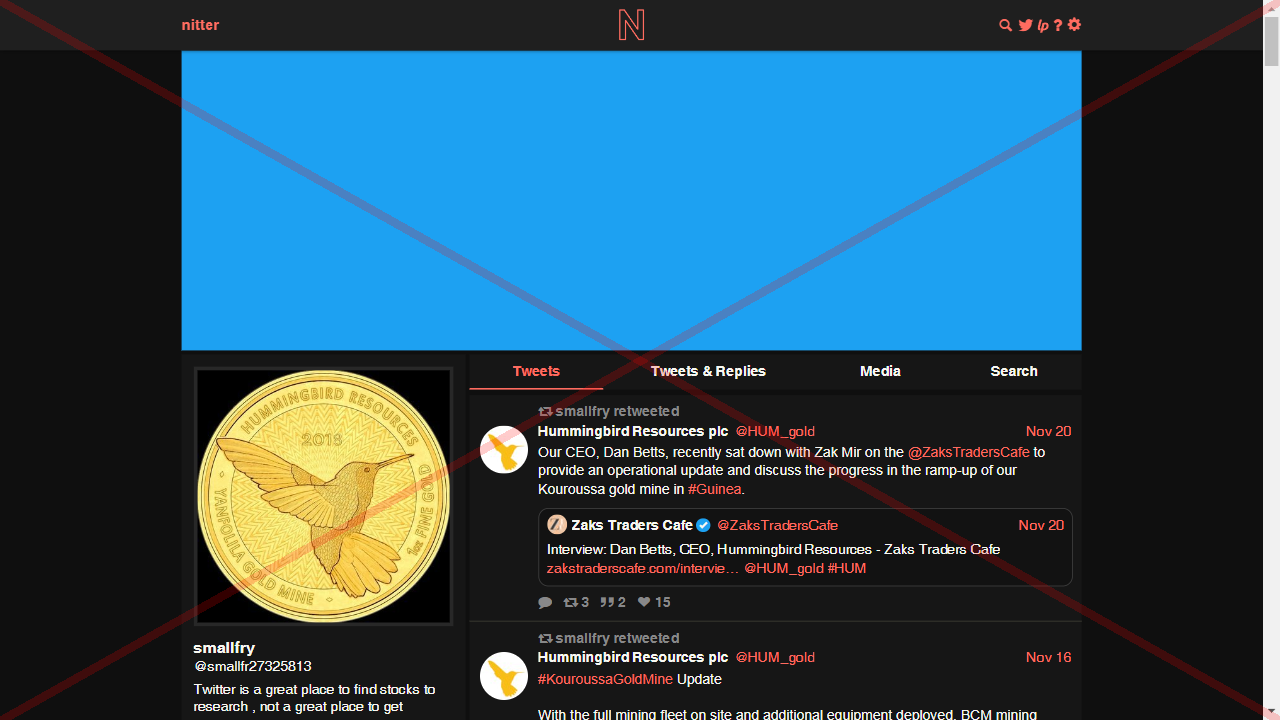 nitter
N
lp ?
HUMMINGBIRD RESOURCES
2018
YANFOLILA GOLD MINE
1oz FINE GOLD
smallfry
@smallfr27325813
Twitter is a great place to find stocks to
research , not a great place to get
Tweets Tweets & Replies Media Search
smallfry retweeted
Hummingbird Resources plc @HUM_gold Nov 20
Our CEO, Dan Betts, recently sat down with Zak Mir on the @ZaksTradersCafe to
provide an operational update and discuss the progress in the ramp-up of our
Kouroussa gold mine in #Guinea.
Zaks Traders Cafe @ZaksTradersCafe Nov 20
Interview: Dan Betts, CEO, Hummingbird Resources - Zaks Traders Cafe
zakstraderscafe.com/intervie… @HUM_gold #HUM
3 2 15
smallfry retweeted
Hummingbird Resources plc @HUM_gold Nov 16
#KouroussaGoldMine Update
With the full mining fleet on site and additional equipment deployed, BCM mining